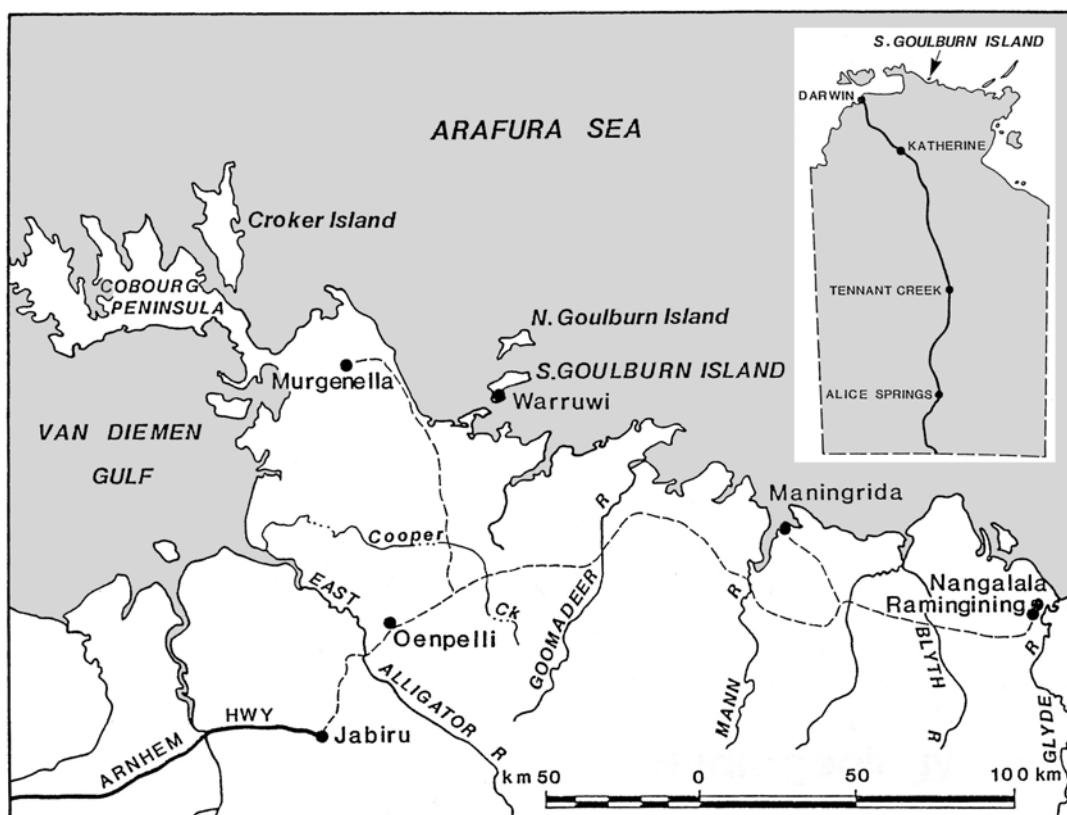 S. GOULBURN ISLAND
DARWIN
KATHERINE
TENNANT CREEK
ALICE SPRINGS
ARAFURA SEA
Croker Island
COBOURG
PENINSULA
N. Goulburn Island
S. GOULBURN ISLAND
Murgenella
Warruwi
VAN DIEMEN
GULF
Maningrida
Cooper
Ck
EAST
ALLIGATOR R
Oenpelli
GOOMADEER R
MANN R
BLYTH R
Nangalala
Ramingining
GLYDE R
ARNHEM HWY
Jabiru
km 50 0 50 100 km